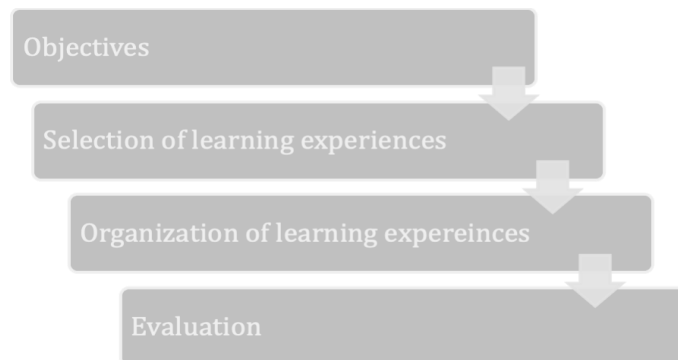 Objectives
Selection of learning experiences
Organization of learning expereinces
Evaluation